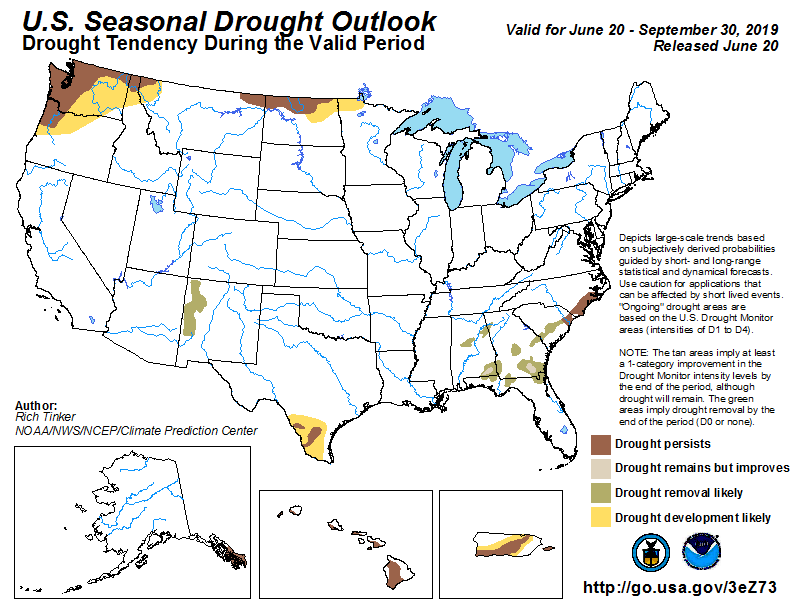 U.S. Seasonal Drought Outlook
Drought Tendency During the Valid Period
Valid for June 20 - September 30, 2019
Released June 20
Depicts large-scale trends based
on subjectively derived probabilities
guided by short- and long-range
statistical and dynamical forecasts.
Use caution for applications that
can be affected by short lived events.
"Ongoing" drought areas are
based on the U.S. Drought Monitor
areas (intensities of D1 to D4).
NOTE: The tan areas imply at least
a 1-category improvement in the
Drought Monitor intensity levels by
the end of the period, although
drought will remain. The green
areas imply drought removal by the
end of the period (D0 or none).
Author:
Rich Tinker
NOAA/NWS/NCEP/Climate Prediction Center
Drought persists
Drought remains but improves
Drought removal likely
Drought development likely
http://go.usa.gov/3eZ73